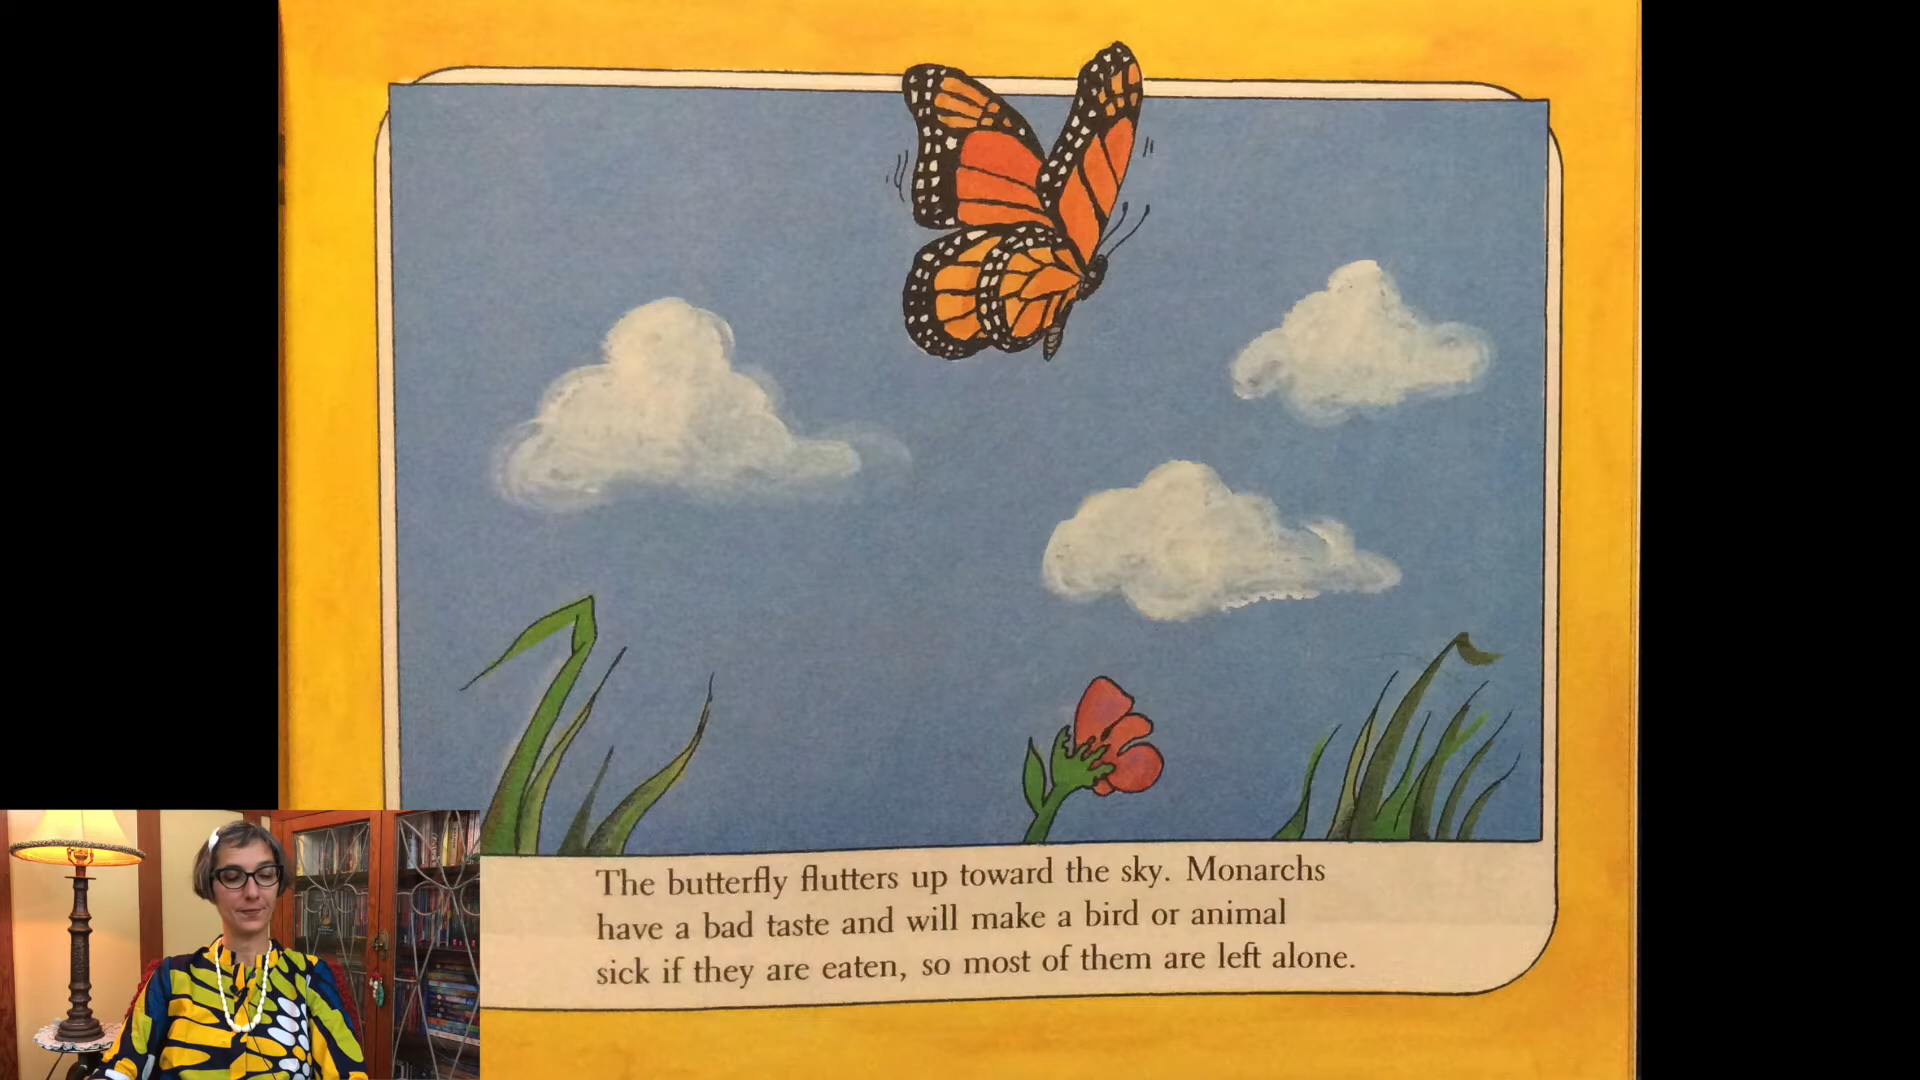 The butterfly flutters up toward the sky. Monarchs
have a bad taste and will make a bird or animal
sick if they are eaten, so most of them are left alone.